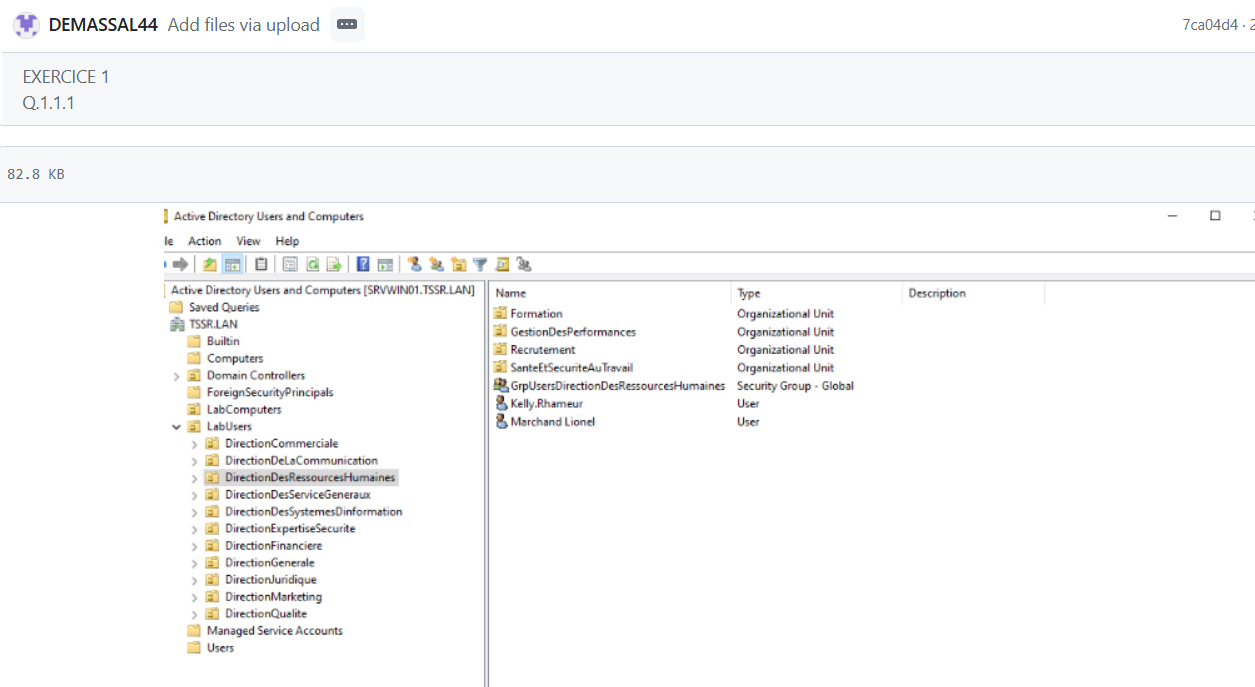 DEMASSAL44 Add files via upload 7ca04d4 · 2
EXERCICE 1
Q.1.1.1
82.8 KB
Active Directory Users and Computers
le Action View Help
Active Directory Users and Computers [SRVWIN01.TSSR.LAN]
Saved Queries
TSSR.LAN
Builtin
Computers
Domain Controllers
ForeignSecurityPrincipals
LabComputers
LabUsers
DirectionCommerciale
DirectionDeLaCommunication
DirectionDesRessourcesHumaines
DirectionDesServiceGeneraux
DirectionDesSystemesDinformation
DirectionExpertiseSecurite
DirectionFinanciere
DirectionGenerale
DirectionJuridique
DirectionMarketing
DirectionQualite
Managed Service Accounts
Users
Name Type Description
Formation Organizational Unit
GestionDesPerformances Organizational Unit
Recrutement Organizational Unit
SanteEtSecuriteAuTravail Organizational Unit
GrpUsersDirectionDesRessourcesHumaines Security Group - Global
Kelly.Rhameur User
Marchand Lionel User